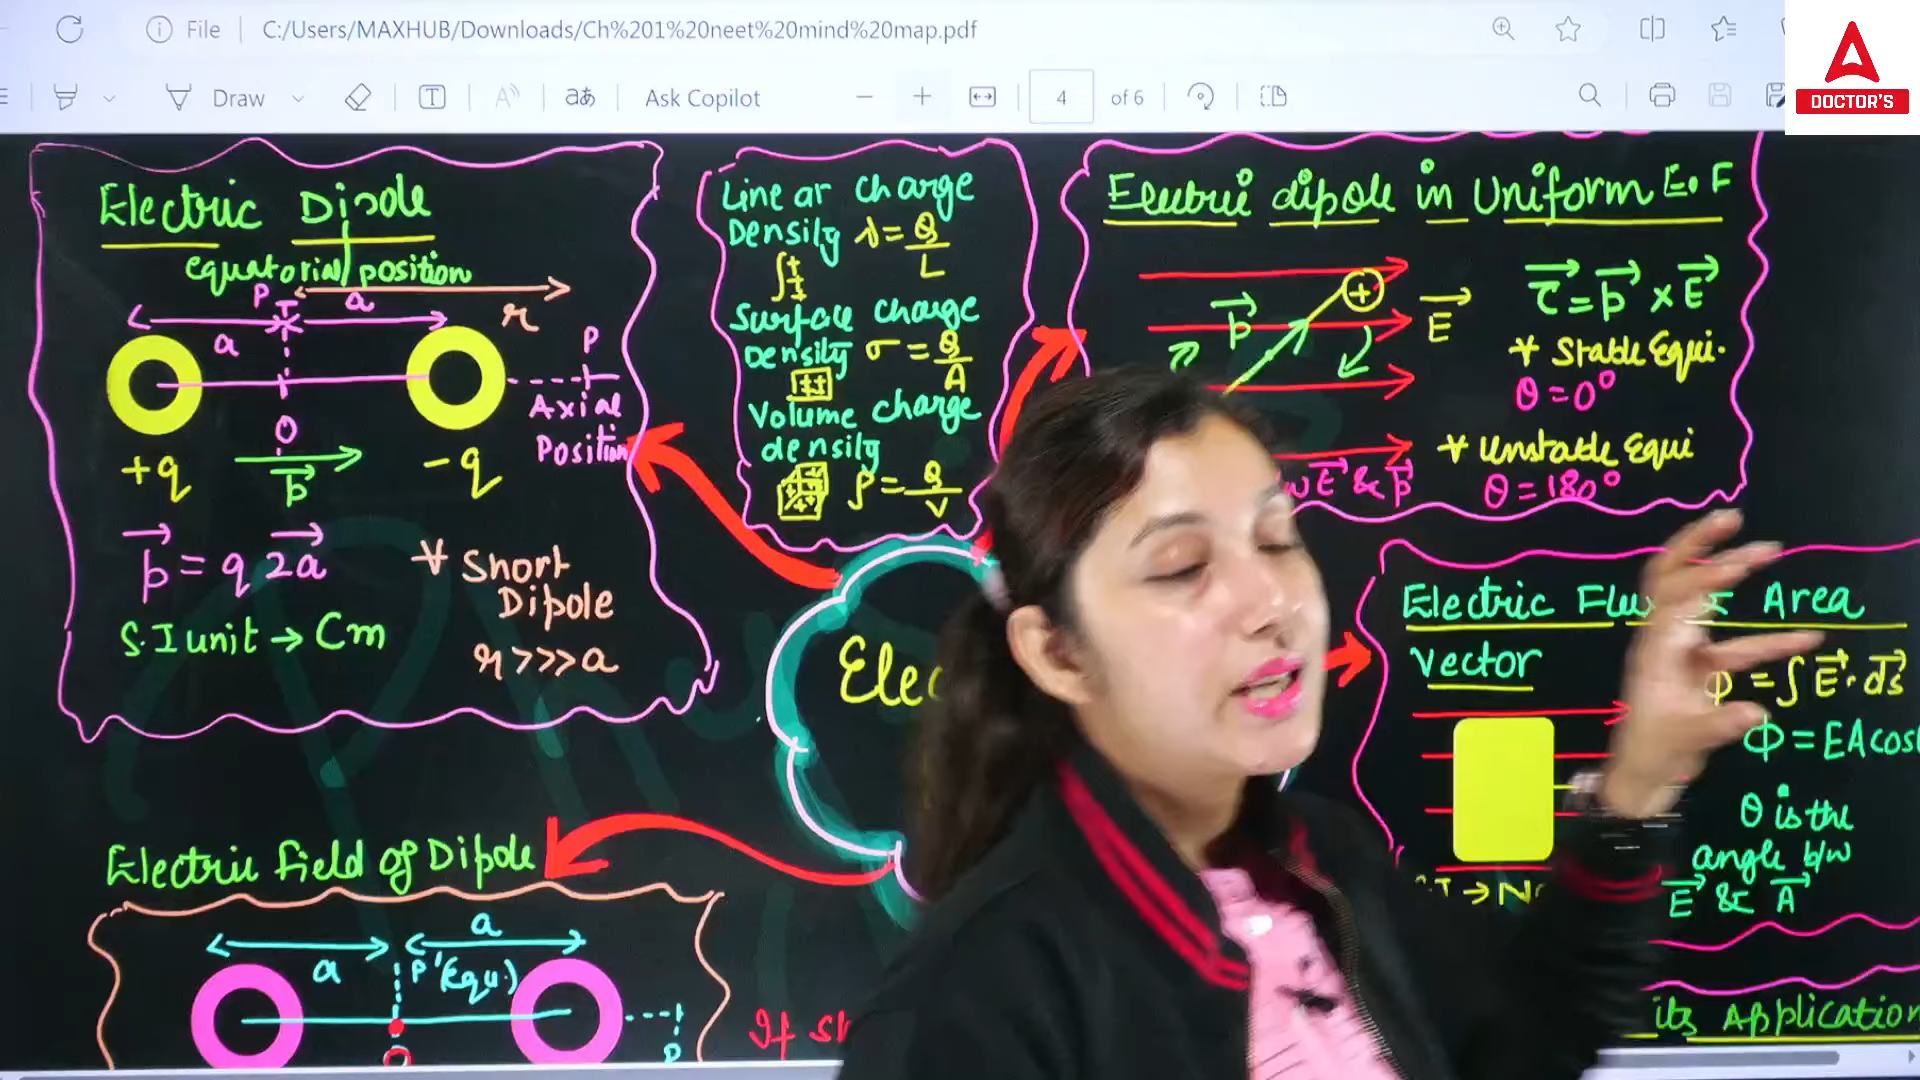 File
C:/Users/MAXHUB/Downloads/Ch%201%20neet%20mind%20map.pdf
Draw
Ask Copilot
4
of 6
DOCTOR'S
Electric Dipole
equatorial position
P
a
r
a
P
Axial
Position
O
+q
p
-q
p = q 2a
S.I unit → Cm
* Short
Dipole
r >>> a
Linear charge
Density λ = Q/L
Surface charge
Density σ = Q/A
Volume charge
density
ρ = Q/V
Electric dipole in Uniform E.F
p
E
τ = p × E
* Stable Equi.
θ = 0°
* Unstable Equi
θ = 180°
E & p
Electric Area
Vector
φ = ∫ E . ds
Φ = EA
θ is the
angle b/w
E & A
Electric field of Dipole
a
a
P'(Equi.)
If
its Application